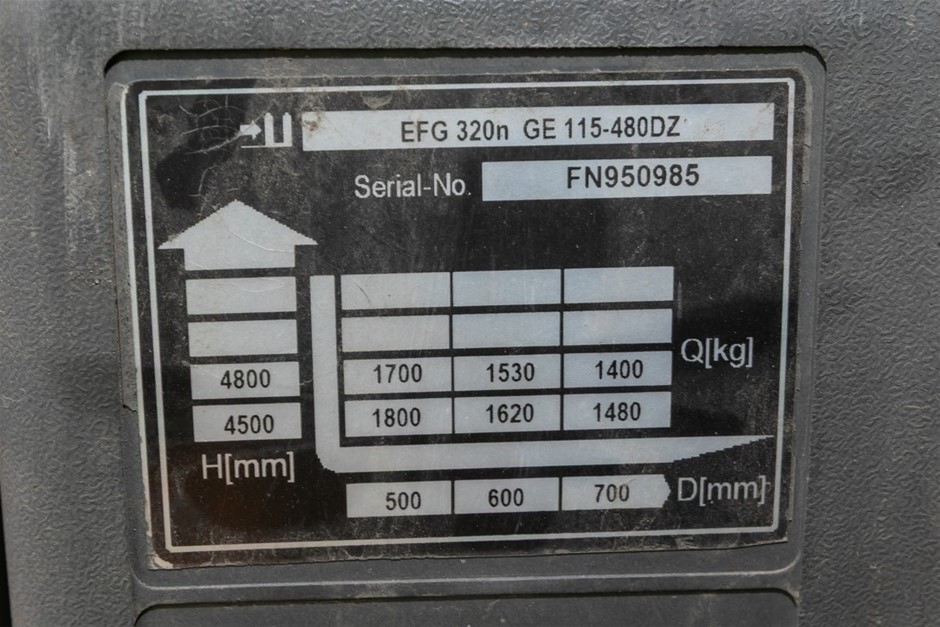 EFG 320n GE 115-480DZ
Serial-No. FN950985
Q[kg]
4800 1700 1530 1400
4500 1800 1620 1480
H[mm]
500 600 700 D[mm]